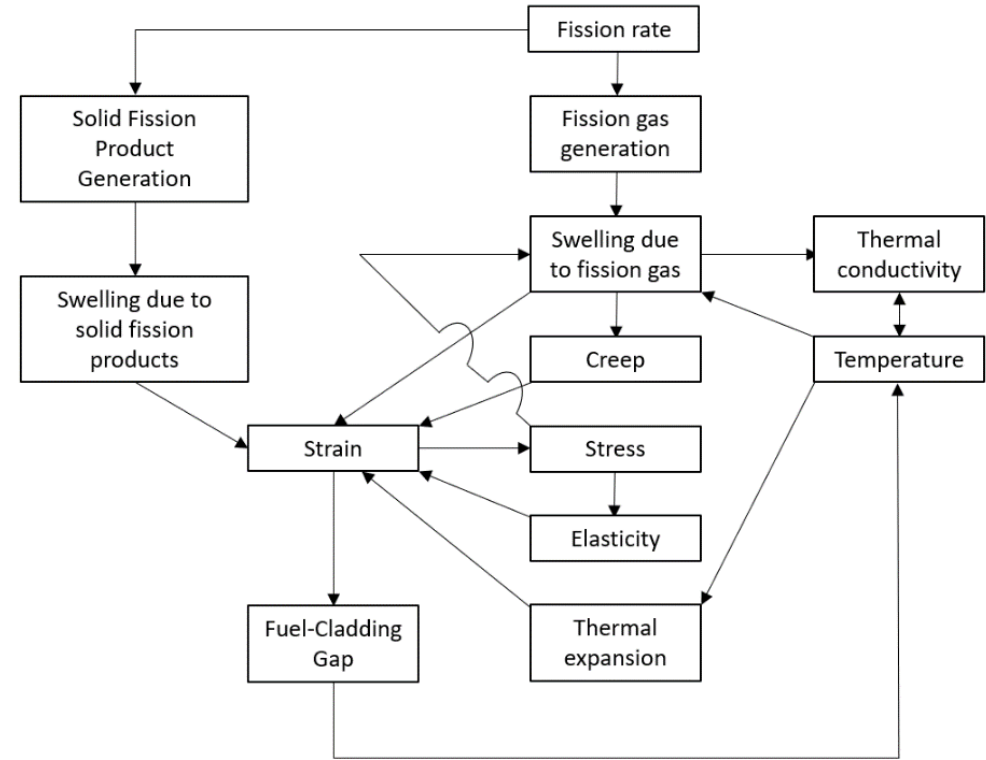 Fission rate
Solid Fission
Product
Generation
Fission gas
generation
Swelling due
to fission gas
Thermal
conductivity
Swelling due to
solid fission
products
Creep
Temperature
Strain
Stress
Elasticity
Fuel-Cladding
Gap
Thermal
expansion